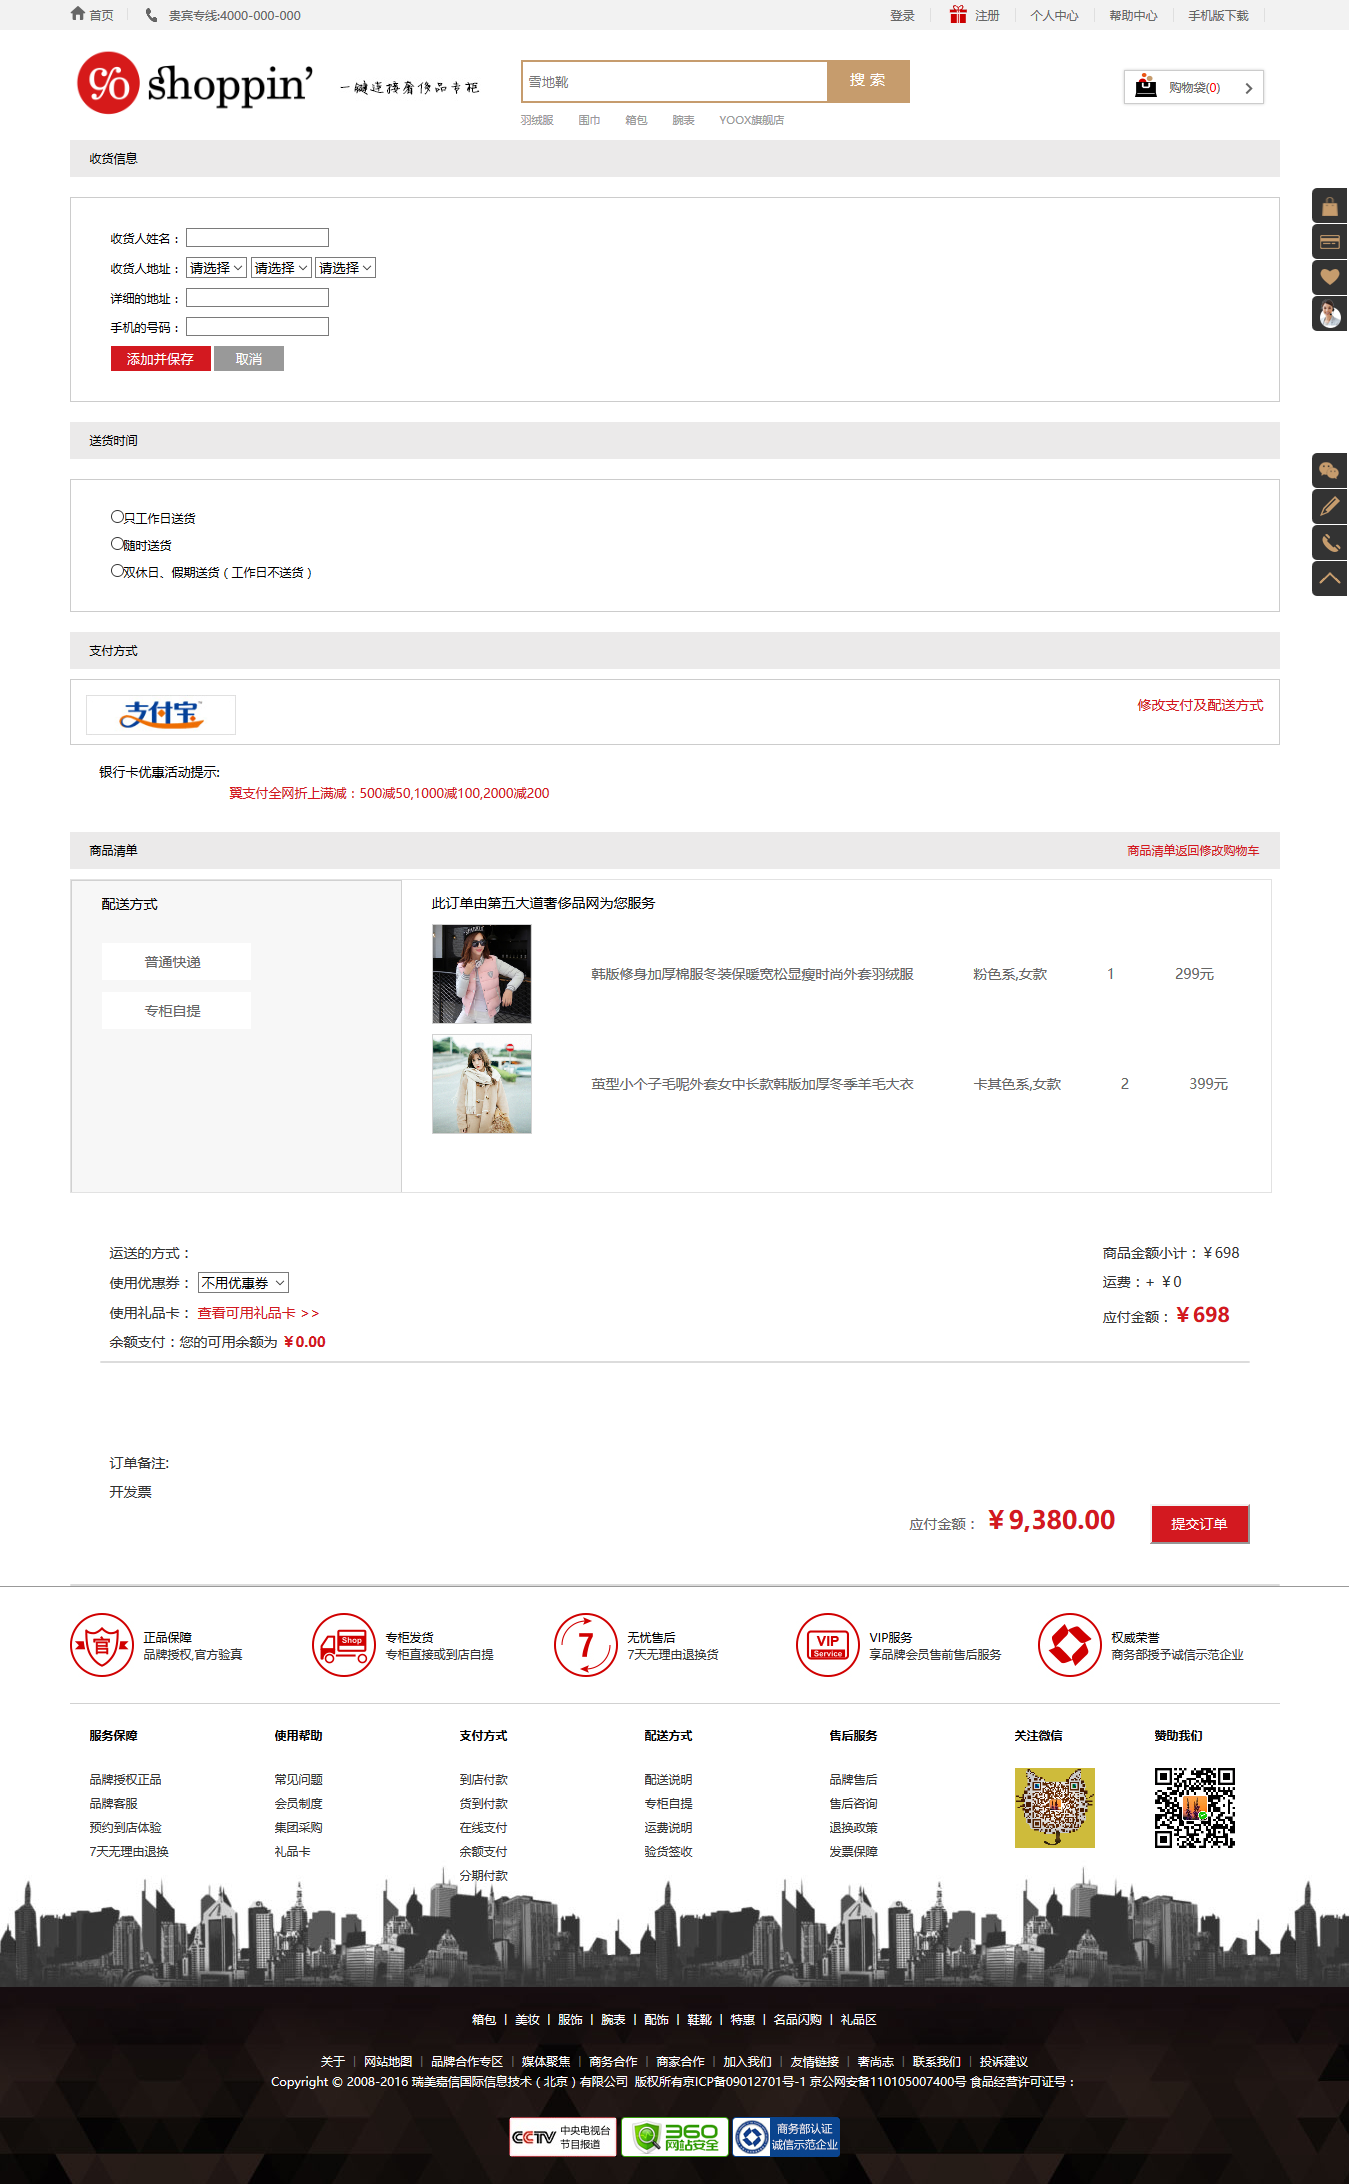 首页 贵宾专线:4000-000-000 登录 注册 个人中心 帮助中心 手机版下载
shoppin’ 一键连接奢侈品专柜 雪地靴 搜 索 购物袋(0)
羽绒服 围巾 箱包 腕表 YOOX旗舰店
收货信息
收货人姓名：
收货人地址： 请选择 请选择 请选择
详细的地址：
手机的号码：
添加并保存 取消
送货时间
只工作日送货
随时送货
双休日、假期送货（工作日不送货）
支付方式
支付宝 修改支付及配送方式
银行卡优惠活动提示:
翼支付全网折上满减：500减50,1000减100,2000减200
商品清单 商品清单返回修改购物车
配送方式 此订单由第五大道奢侈品网为您服务
普通快递
专柜自提
韩版修身加厚棉服冬装保暖宽松显瘦时尚外套羽绒服 粉色系,女款 1 299元
茧型小个子毛呢外套女中长款韩版加厚冬季羊毛大衣 卡其色系,女款 2 399元
运送的方式： 商品金额小计：￥698
使用优惠券： 不用优惠券 运费：+ ￥0
使用礼品卡： 查看可用礼品卡 >> 应付金额：￥698
余额支付：您的可用余额为 ￥0.00
订单备注:
开发票
应付金额： ￥9,380.00 提交订单
官 正品保障 品牌授权,官方验真
Shop 专柜发货 专柜直接或到店自提
7 无忧售后 7天无理由退换货
VIP Service VIP服务 享品牌会员售前售后服务
权威荣誉 商务部授予诚信示范企业
服务保障 使用帮助 支付方式 配送方式 售后服务 关注微信 赞助我们
品牌授权正品 常见问题 到店付款 配送说明 品牌售后
品牌客服 会员制度 货到付款 专柜自提 售后咨询
预约到店体验 集团采购 在线支付 运费说明 退换政策
7天无理由退换 礼品卡 余额支付 验货签收 发票保障
分期付款
箱包 | 美妆 | 服饰 | 腕表 | 配饰 | 鞋靴 | 特惠 | 名品闪购 | 礼品区
关于 | 网站地图 | 品牌合作专区 | 媒体聚焦 | 商务合作 | 商家合作 | 加入我们 | 友情链接 | 奢尚志 | 联系我们 | 投诉建议
Copyright © 2008-2016 瑞美嘉信国际信息技术（北京）有限公司 版权所有京ICP备09012701号-1 京公网安备110105007400号 食品经营许可证号：
CCTV 中央电视台 节目报道 360 网站安全 商务部认证 诚信示范企业